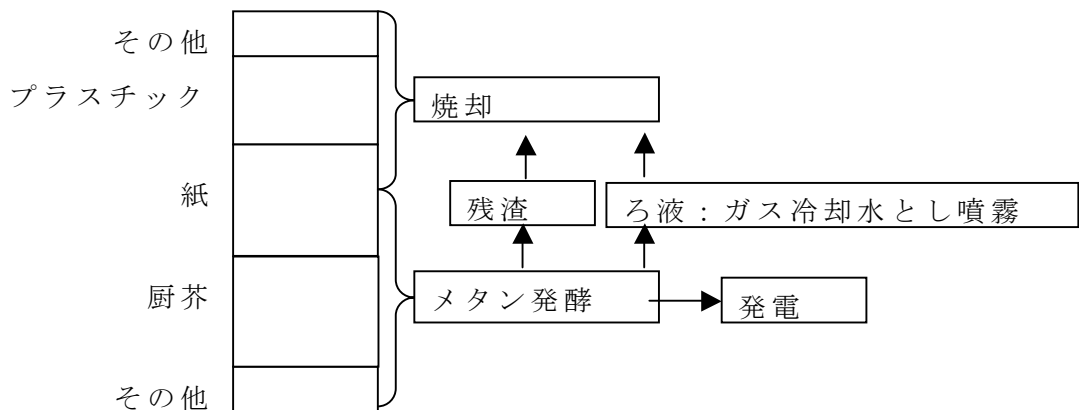 その他
プラスチック
焼却
紙
残渣
ろ液：ガス冷却水とし噴霧
厨芥
メタン発酵
発電
その他